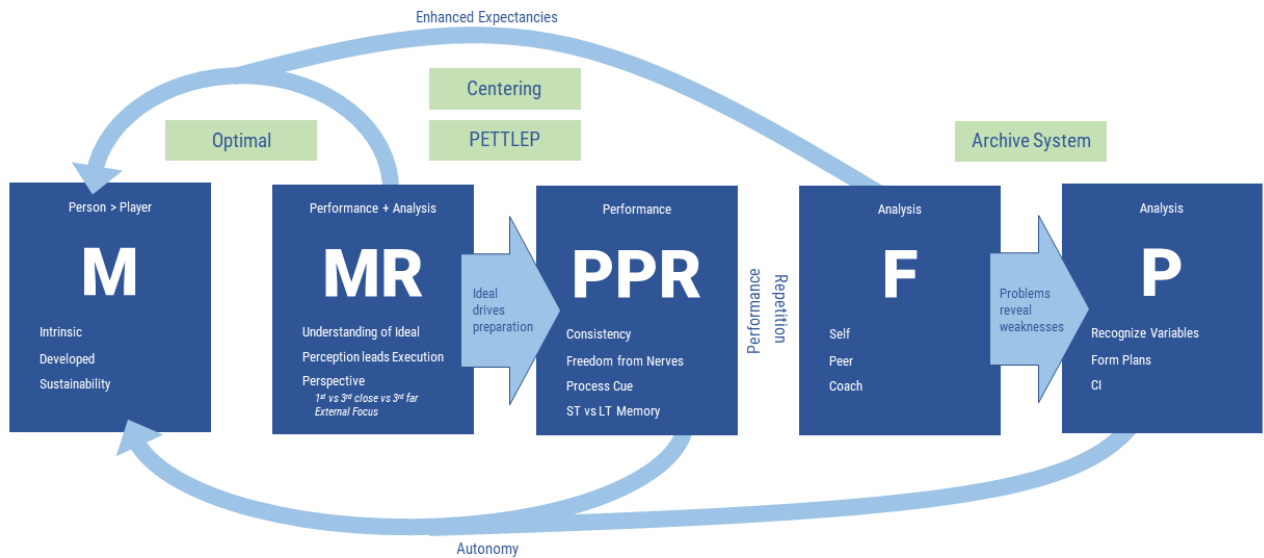 Enhanced Expectancies
Centering
Optimal
PETTLEP
Archive System
Person > Player
M
Intrinsic
Developed
Sustainability
Performance + Analysis
MR
Understanding of Ideal
Perception leads Execution
Perspective
1st vs 3rd close vs 3rd far
External Focus
Ideal
drives
preparation
Performance
PPR
Consistency
Freedom from Nerves
Process Cue
ST vs LT Memory
Performance
Repetition
Analysis
F
Self
Peer
Coach
Problems
reveal
weaknesses
Analysis
P
Recognize Variables
Form Plans
CI
Autonomy